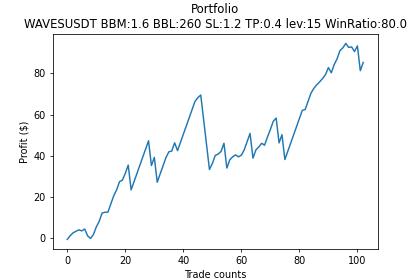 Portfolio
WAVESUSDT BBM:1.6 BBL:260 SL:1.2 TP:0.4 lev:15 WinRatio:80.0
Profit ($)
80
60
40
20
0
0 20 40 60 80 100
Trade counts